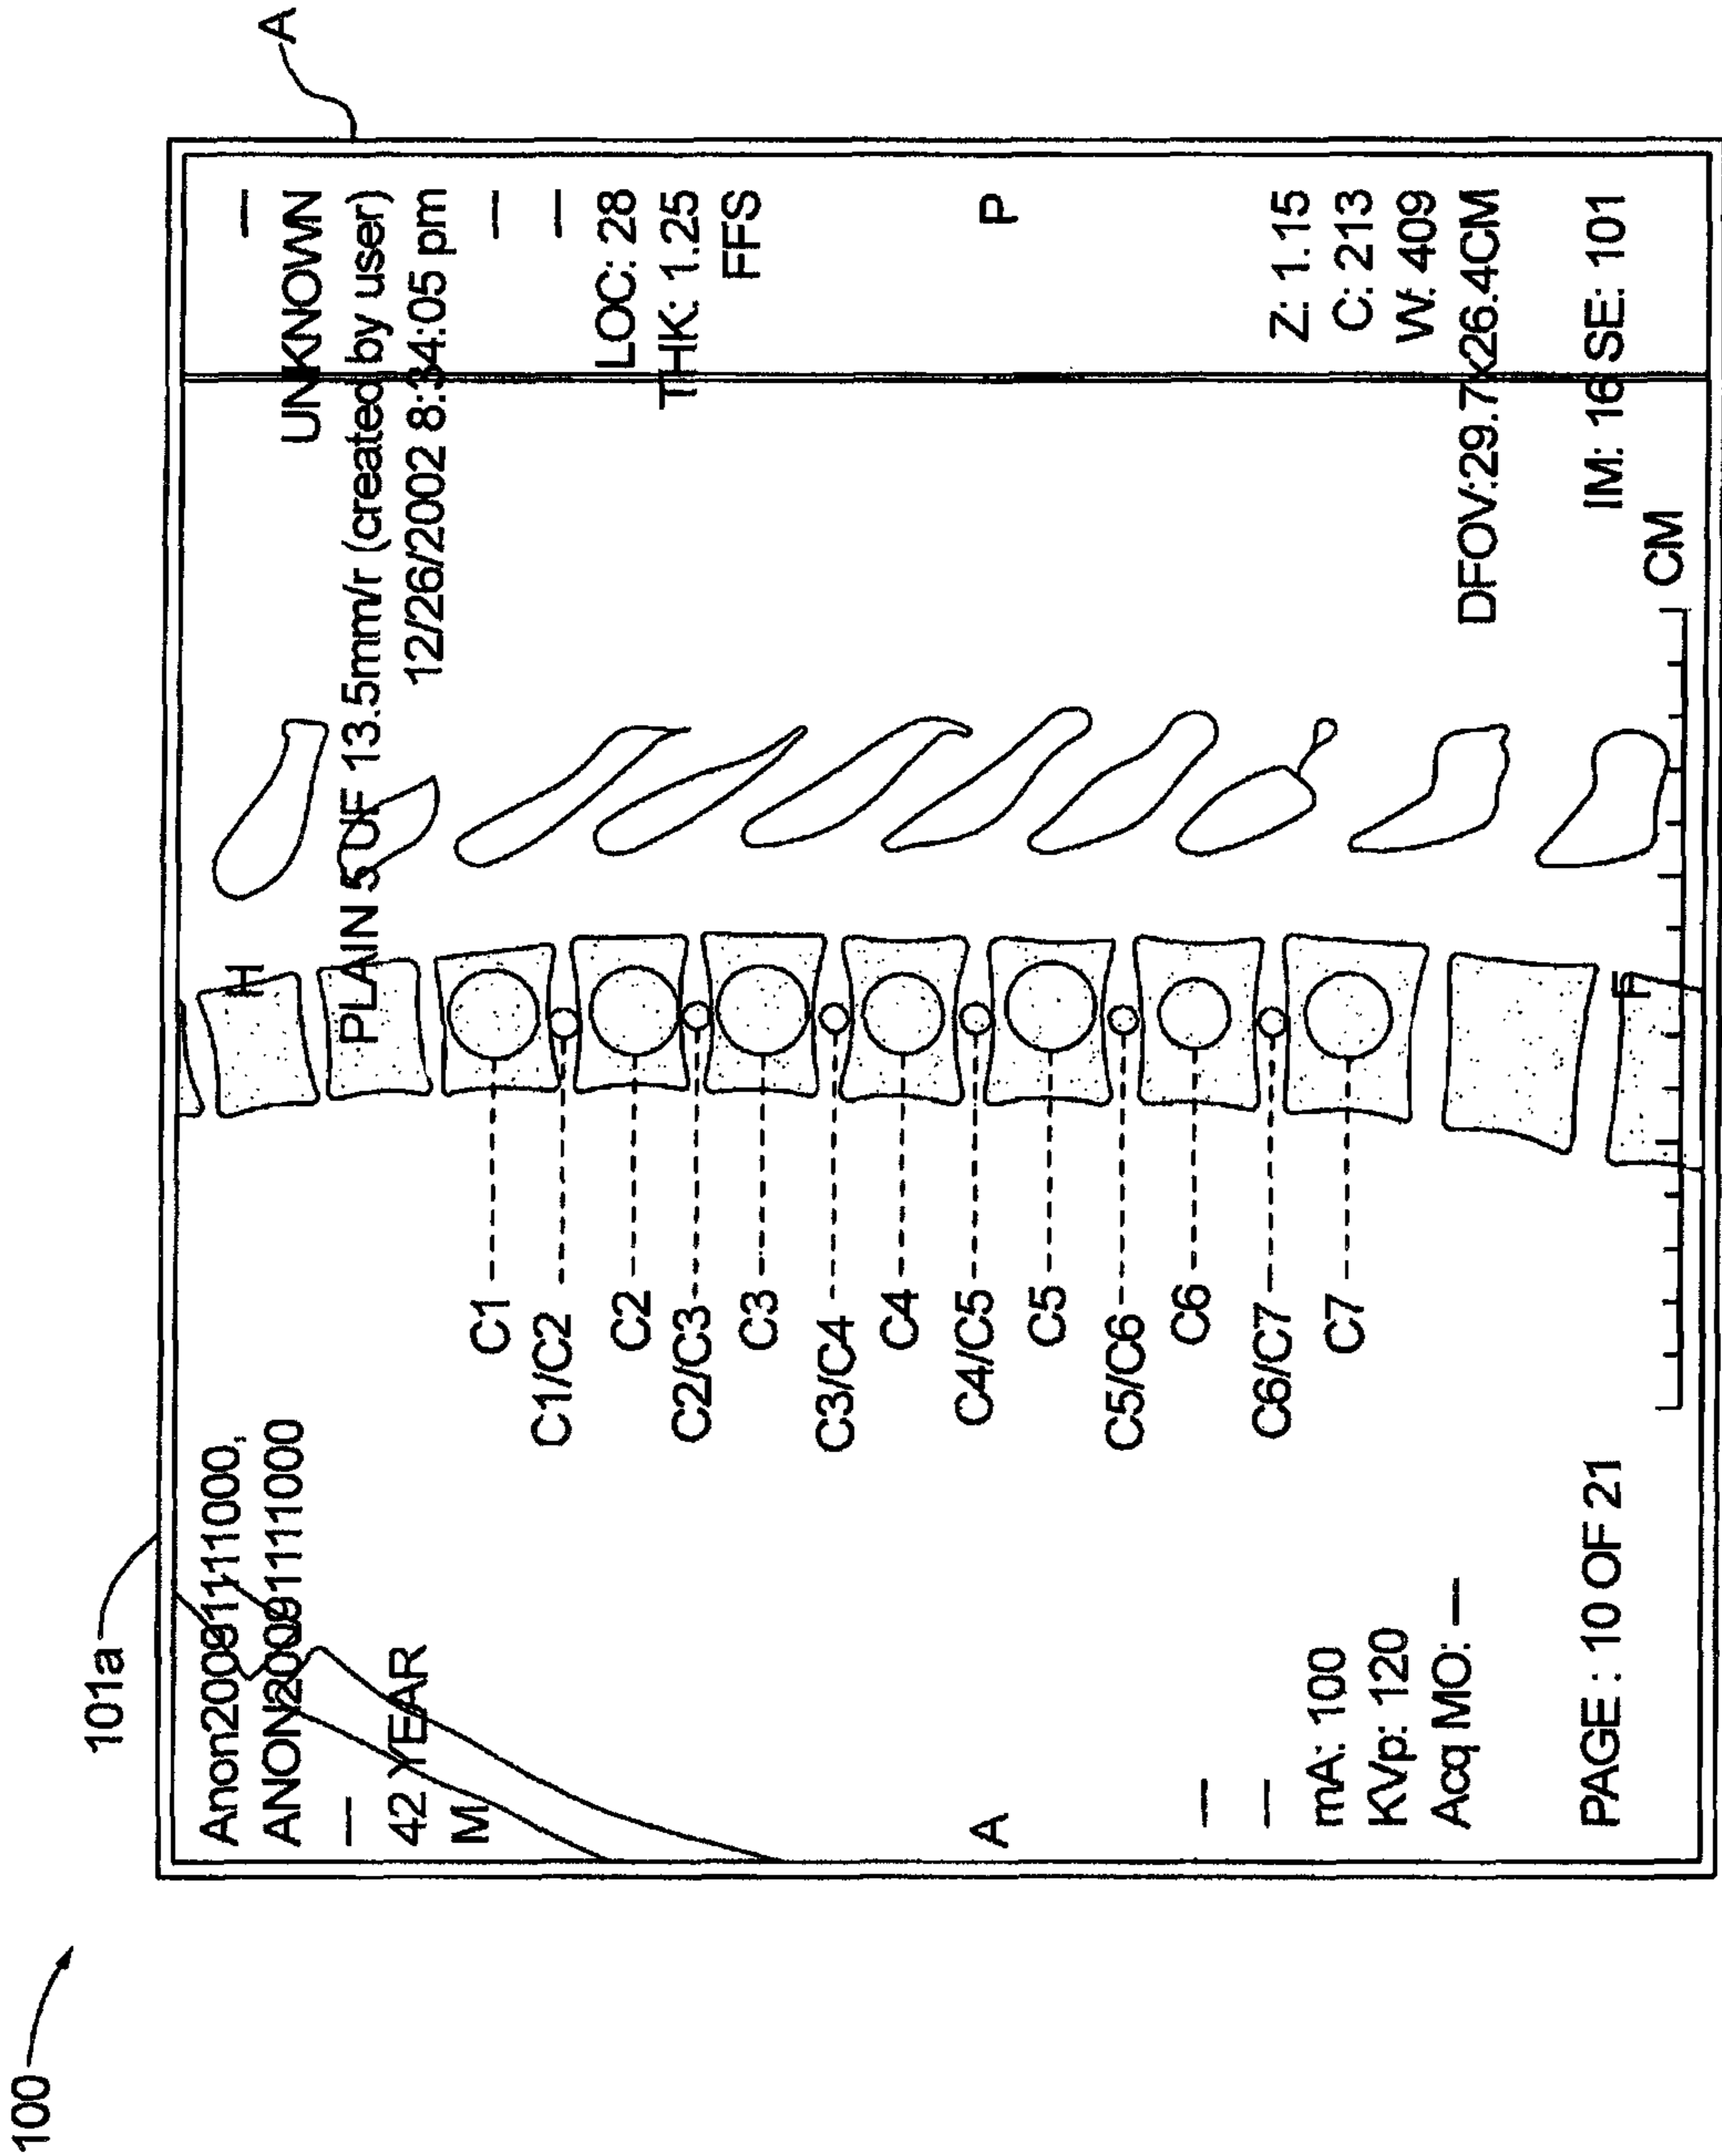 100
101a
A
Anon20091111000,
ANON20091111000
—
42 YEAR
M
—
UNKNOWN
PLAIN 5 UF 13.5mm/r (created by user)
12/26/2002 8:34:05 pm
—
—
LOC: 28
THK: 1.25
FFS
H
C1
C1/C2
C2
C2/C3
C3
C3/C4
C4
C4/C5
C5
C5/C6
C6
C6/C7
C7
A
P
—
—
mA: 100
KVp: 120
Acq MO: —
PAGE : 10 OF 21
Z: 1.15
C: 213
W: 409
DFOV:29.7x26.4CM
IM: 16 SE: 101
F
CM